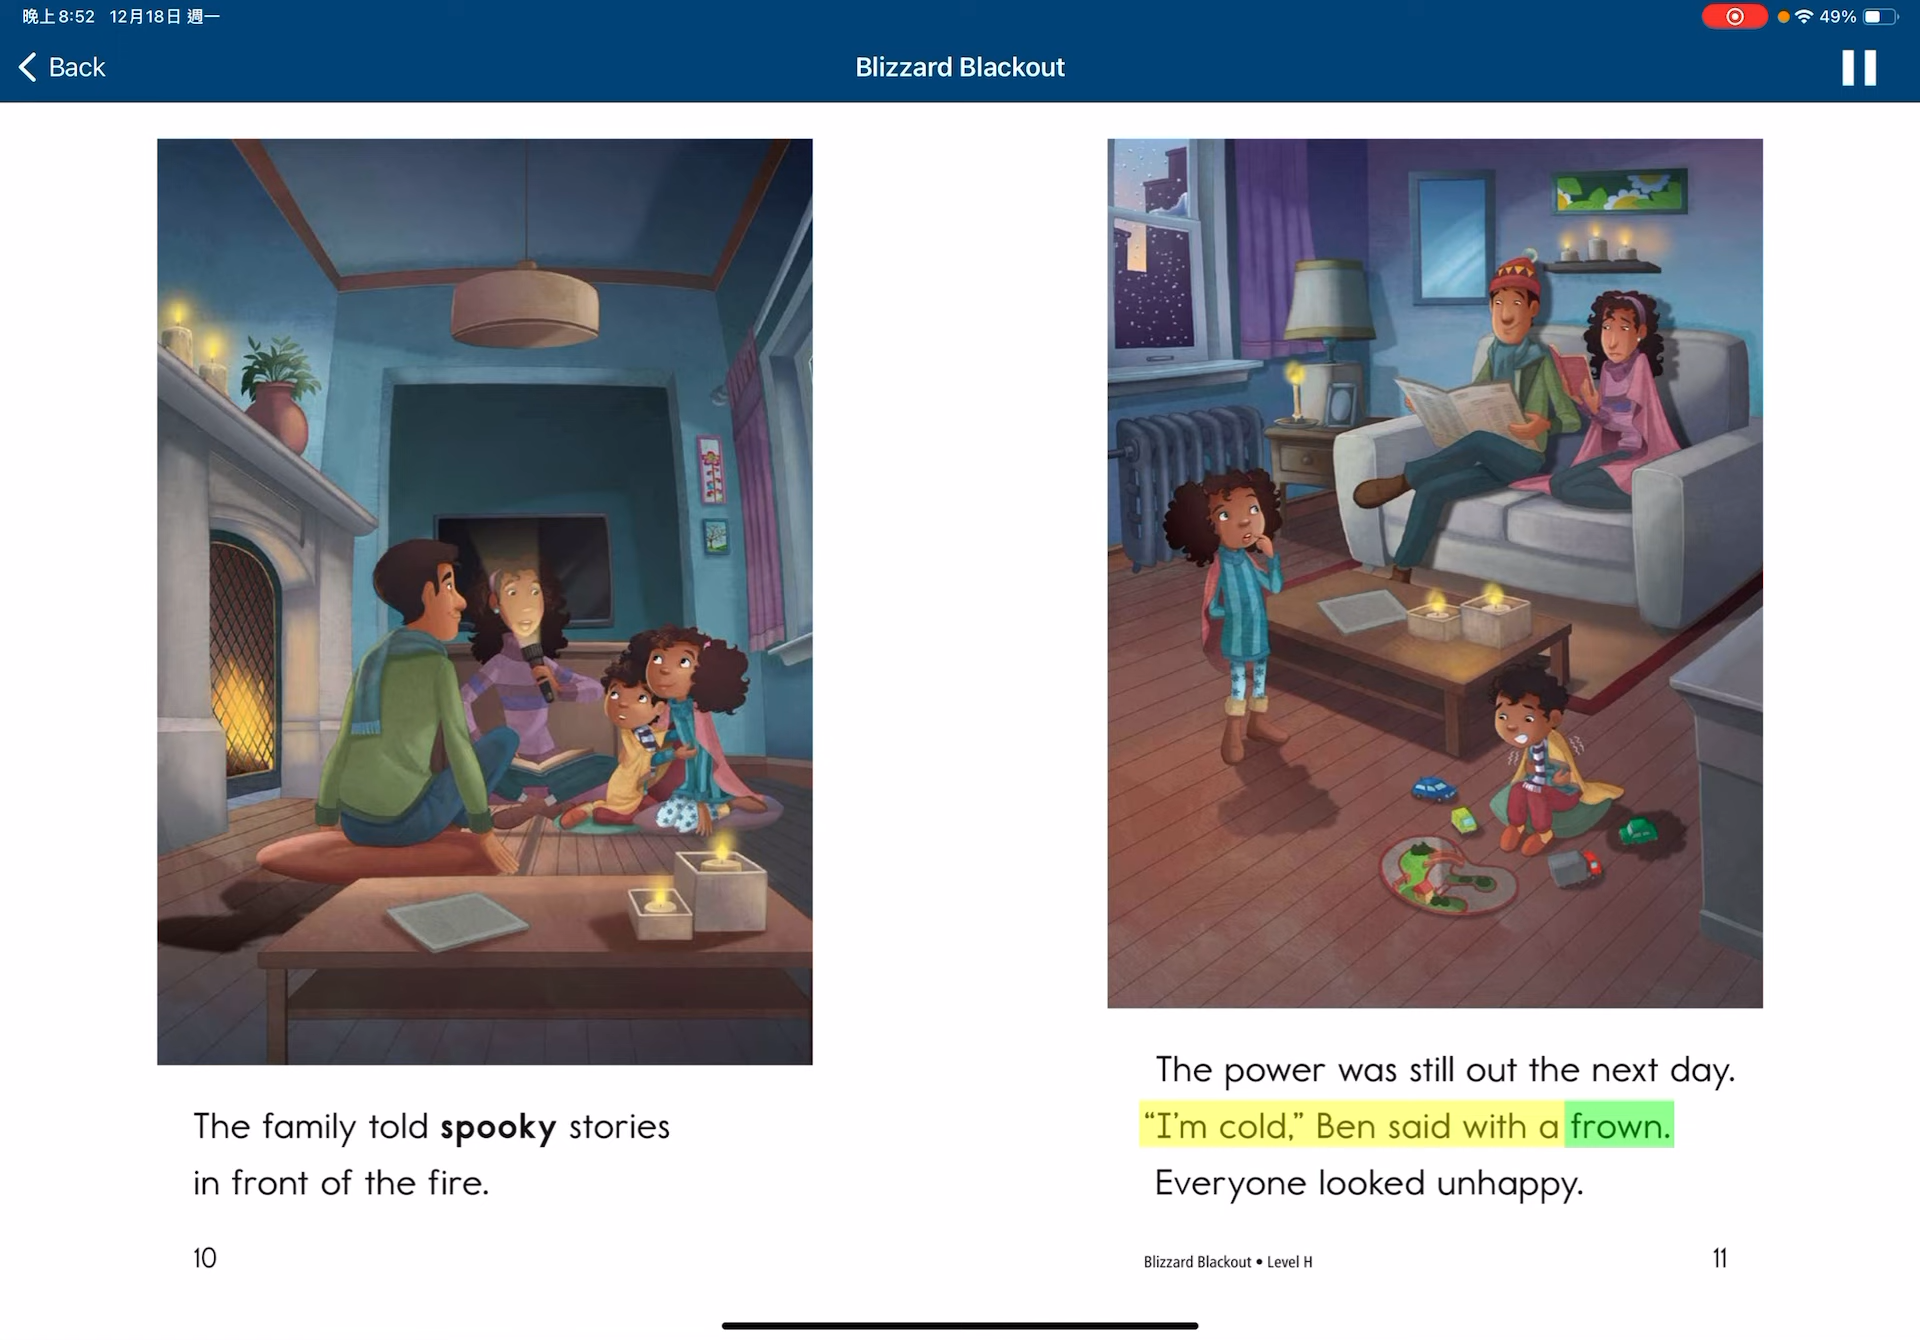 晚上8:52 12月18日 週一
49%
Back
Blizzard Blackout
The family told spooky stories
in front of the fire.
10
The power was still out the next day.
“I’m cold,” Ben said with a frown.
Everyone looked unhappy.
Blizzard Blackout • Level H
11